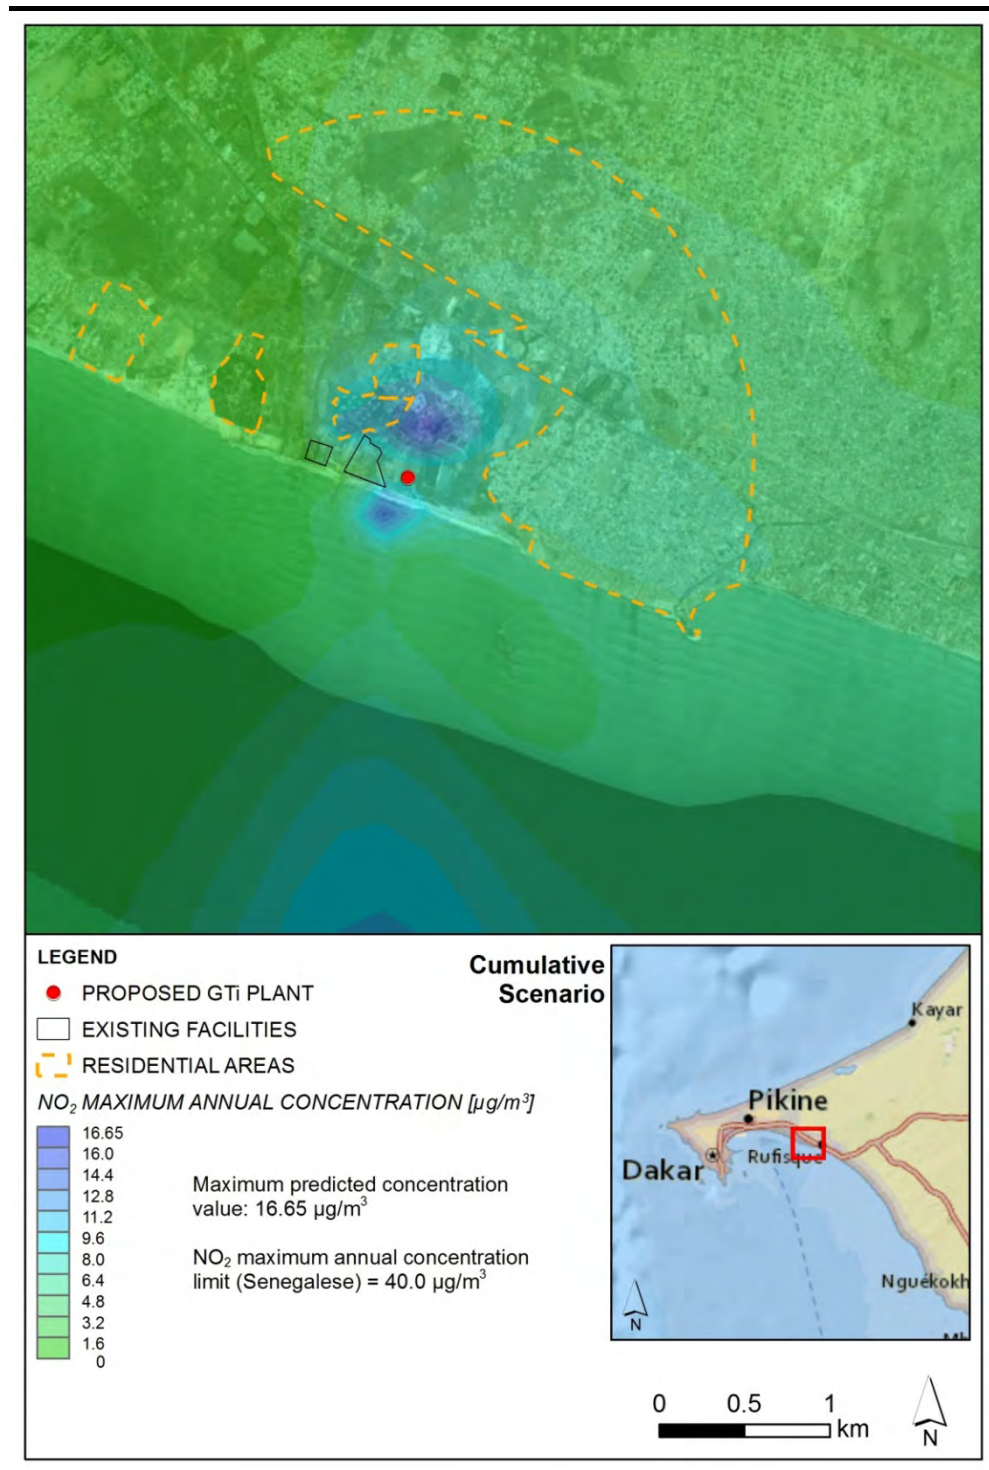 LEGEND
PROPOSED GTi PLANT
EXISTING FACILITIES
RESIDENTIAL AREAS
NO₂ MAXIMUM ANNUAL CONCENTRATION [µg/m³]
16.65
16.0
14.4
12.8
11.2
9.6
8.0
6.4
4.8
3.2
1.6
0
Maximum predicted concentration
value: 16.65 µg/m³
NO₂ maximum annual concentration
limit (Senegalese) = 40.0 µg/m³
Cumulative
Scenario
Kayar
Pikine
Dakar
Rufisque
Nguékokh
N
0 0.5 1
km
N